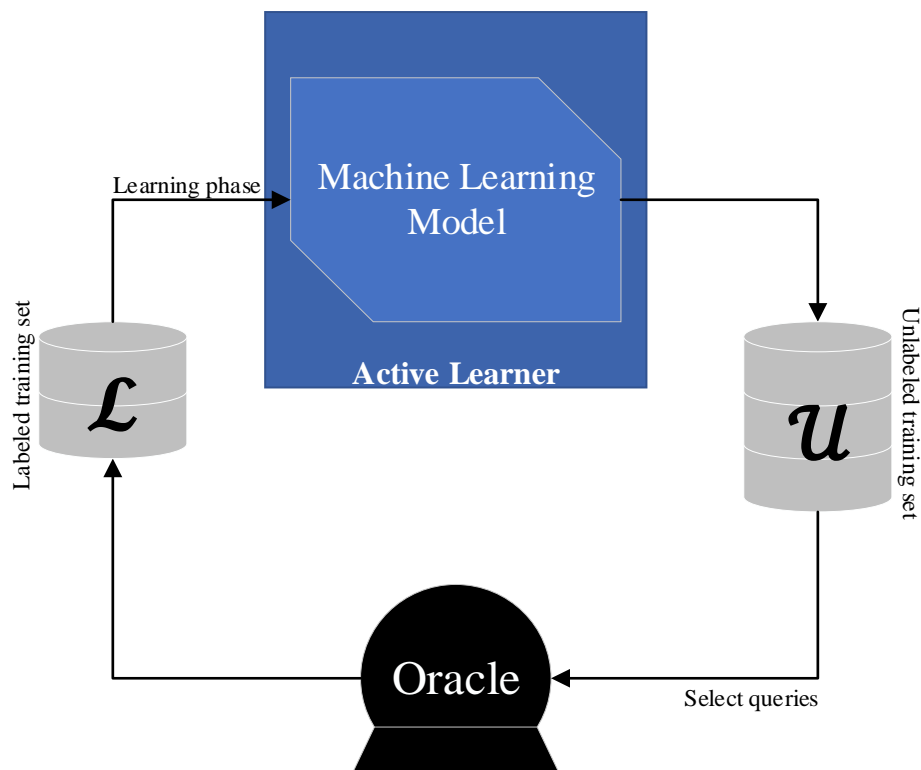 Learning phase
Machine Learning
Model
Active Learner
Labeled training set
ℒ
Unlabeled training set
𝒰
Oracle
Select queries